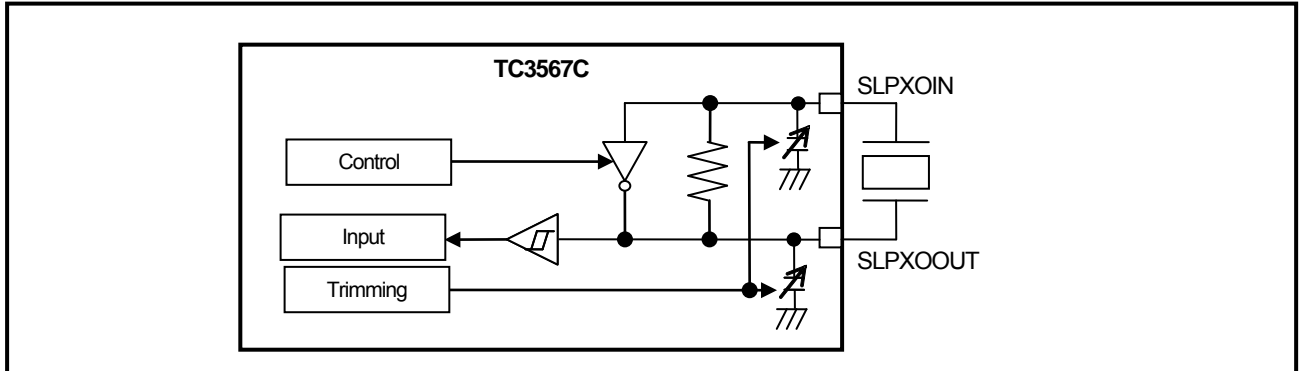 TC3567C
SLPXOIN
Control
Input
SLPXOOUT
Trimming